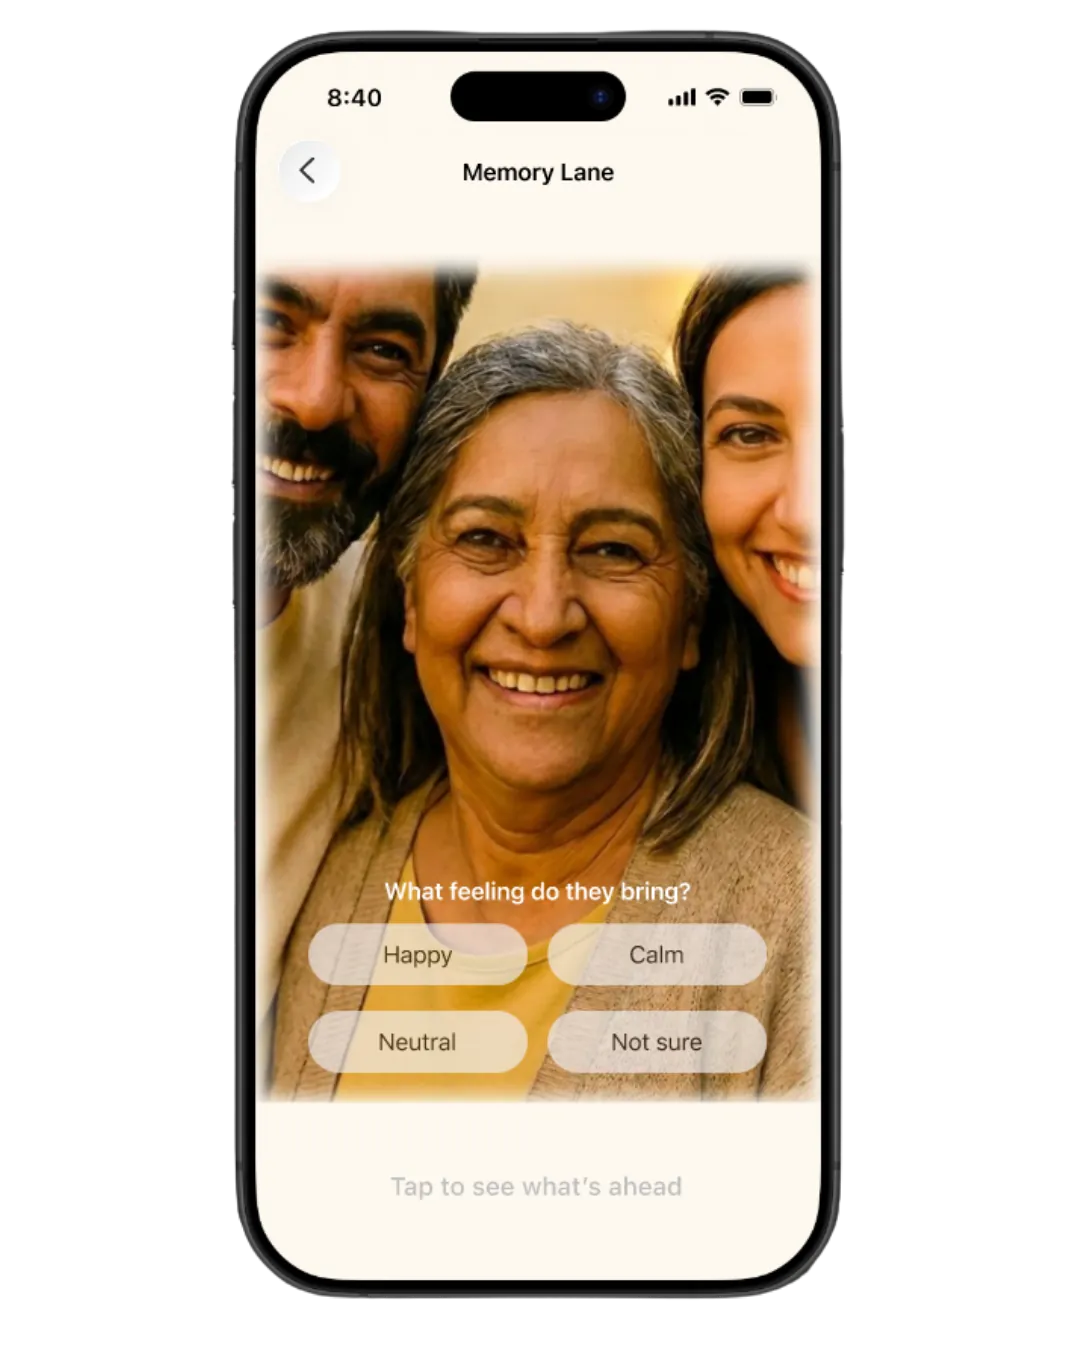 8:40
Memory Lane
What feeling do they bring?
Happy
Calm
Neutral
Not sure
Tap to see what's ahead